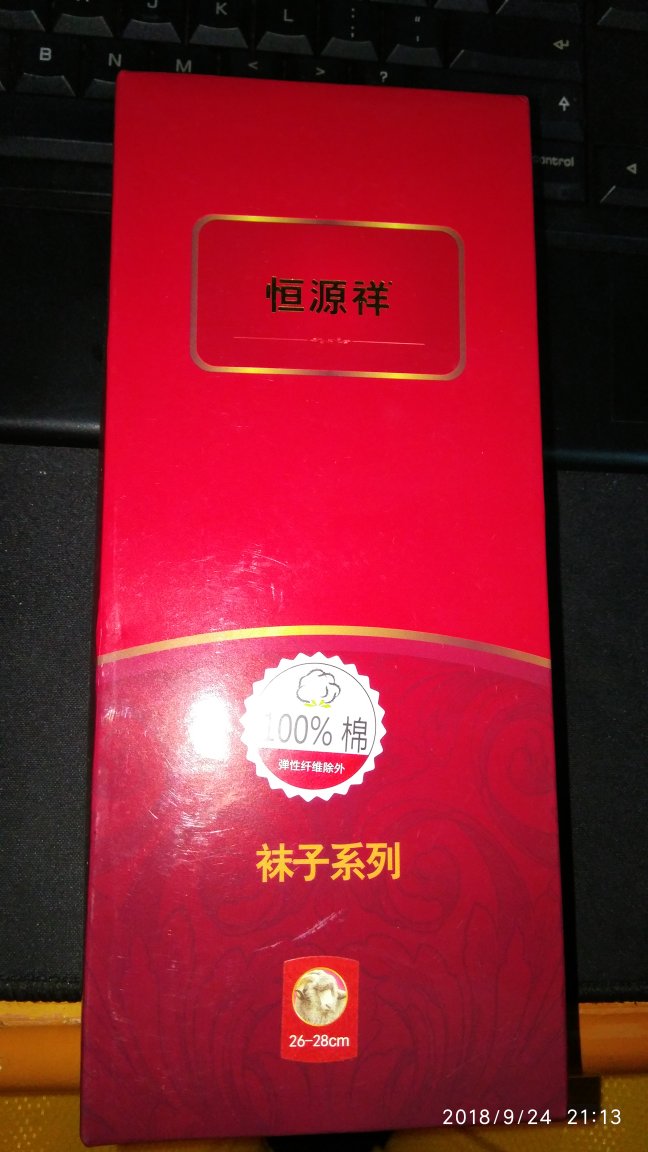 J K L : ; " '
B N M < > ?
control
恒源祥
100% 棉
弹性纤维除外
袜子系列
26-28cm
2018/9/24 21:13